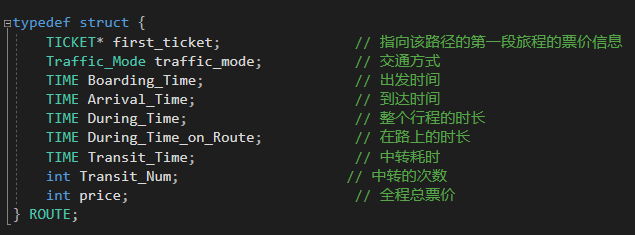 typedef struct {
TICKET* first_ticket; // 指向该路径的第一段旅程的票价信息
Traffic_Mode traffic_mode; // 交通方式
TIME Boarding_Time; // 出发时间
TIME Arrival_Time; // 到达时间
TIME During_Time; // 整个行程的时长
TIME During_Time_on_Route; // 在路上的时长
TIME Transit_Time; // 中转耗时
int Transit_Num; // 中转的次数
int price; // 全程总票价
} ROUTE;